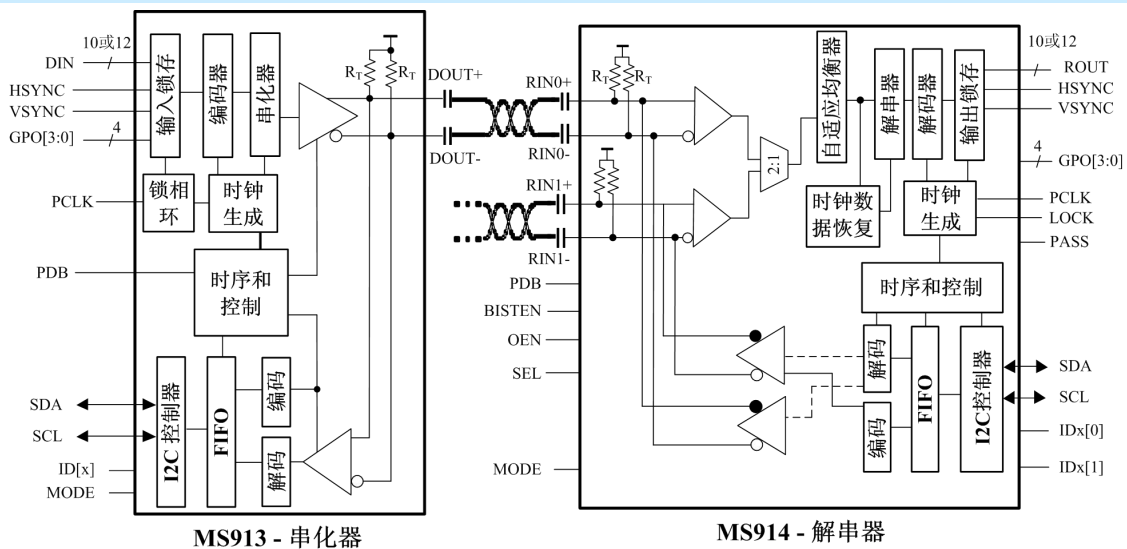 10或12
DIN
HSYNC
VSYNC
GPO[3:0]
4
PCLK
PDB
SDA
SCL
ID[x]
MODE
输入锁存
编码器
串化器
锁相环
时钟生成
时序和控制
I2C 控制器
FIFO
编码
解码
R_T
R_T
DOUT+
DOUT-
MS913 - 串化器
RIN0+
RIN0-
RIN1+
RIN1-
PDB
BISTEN
OEN
SEL
MODE
R_T
R_T
2:1
自适应均衡器
解串器
解码器
输出锁存
时钟数据恢复
时钟生成
时序和控制
解码
编码
FIFO
I2C控制器
10或12
ROUT
HSYNC
VSYNC
4
GPO[3:0]
PCLK
LOCK
PASS
SDA
SCL
IDx[0]
IDx[1]
MS914 - 解串器